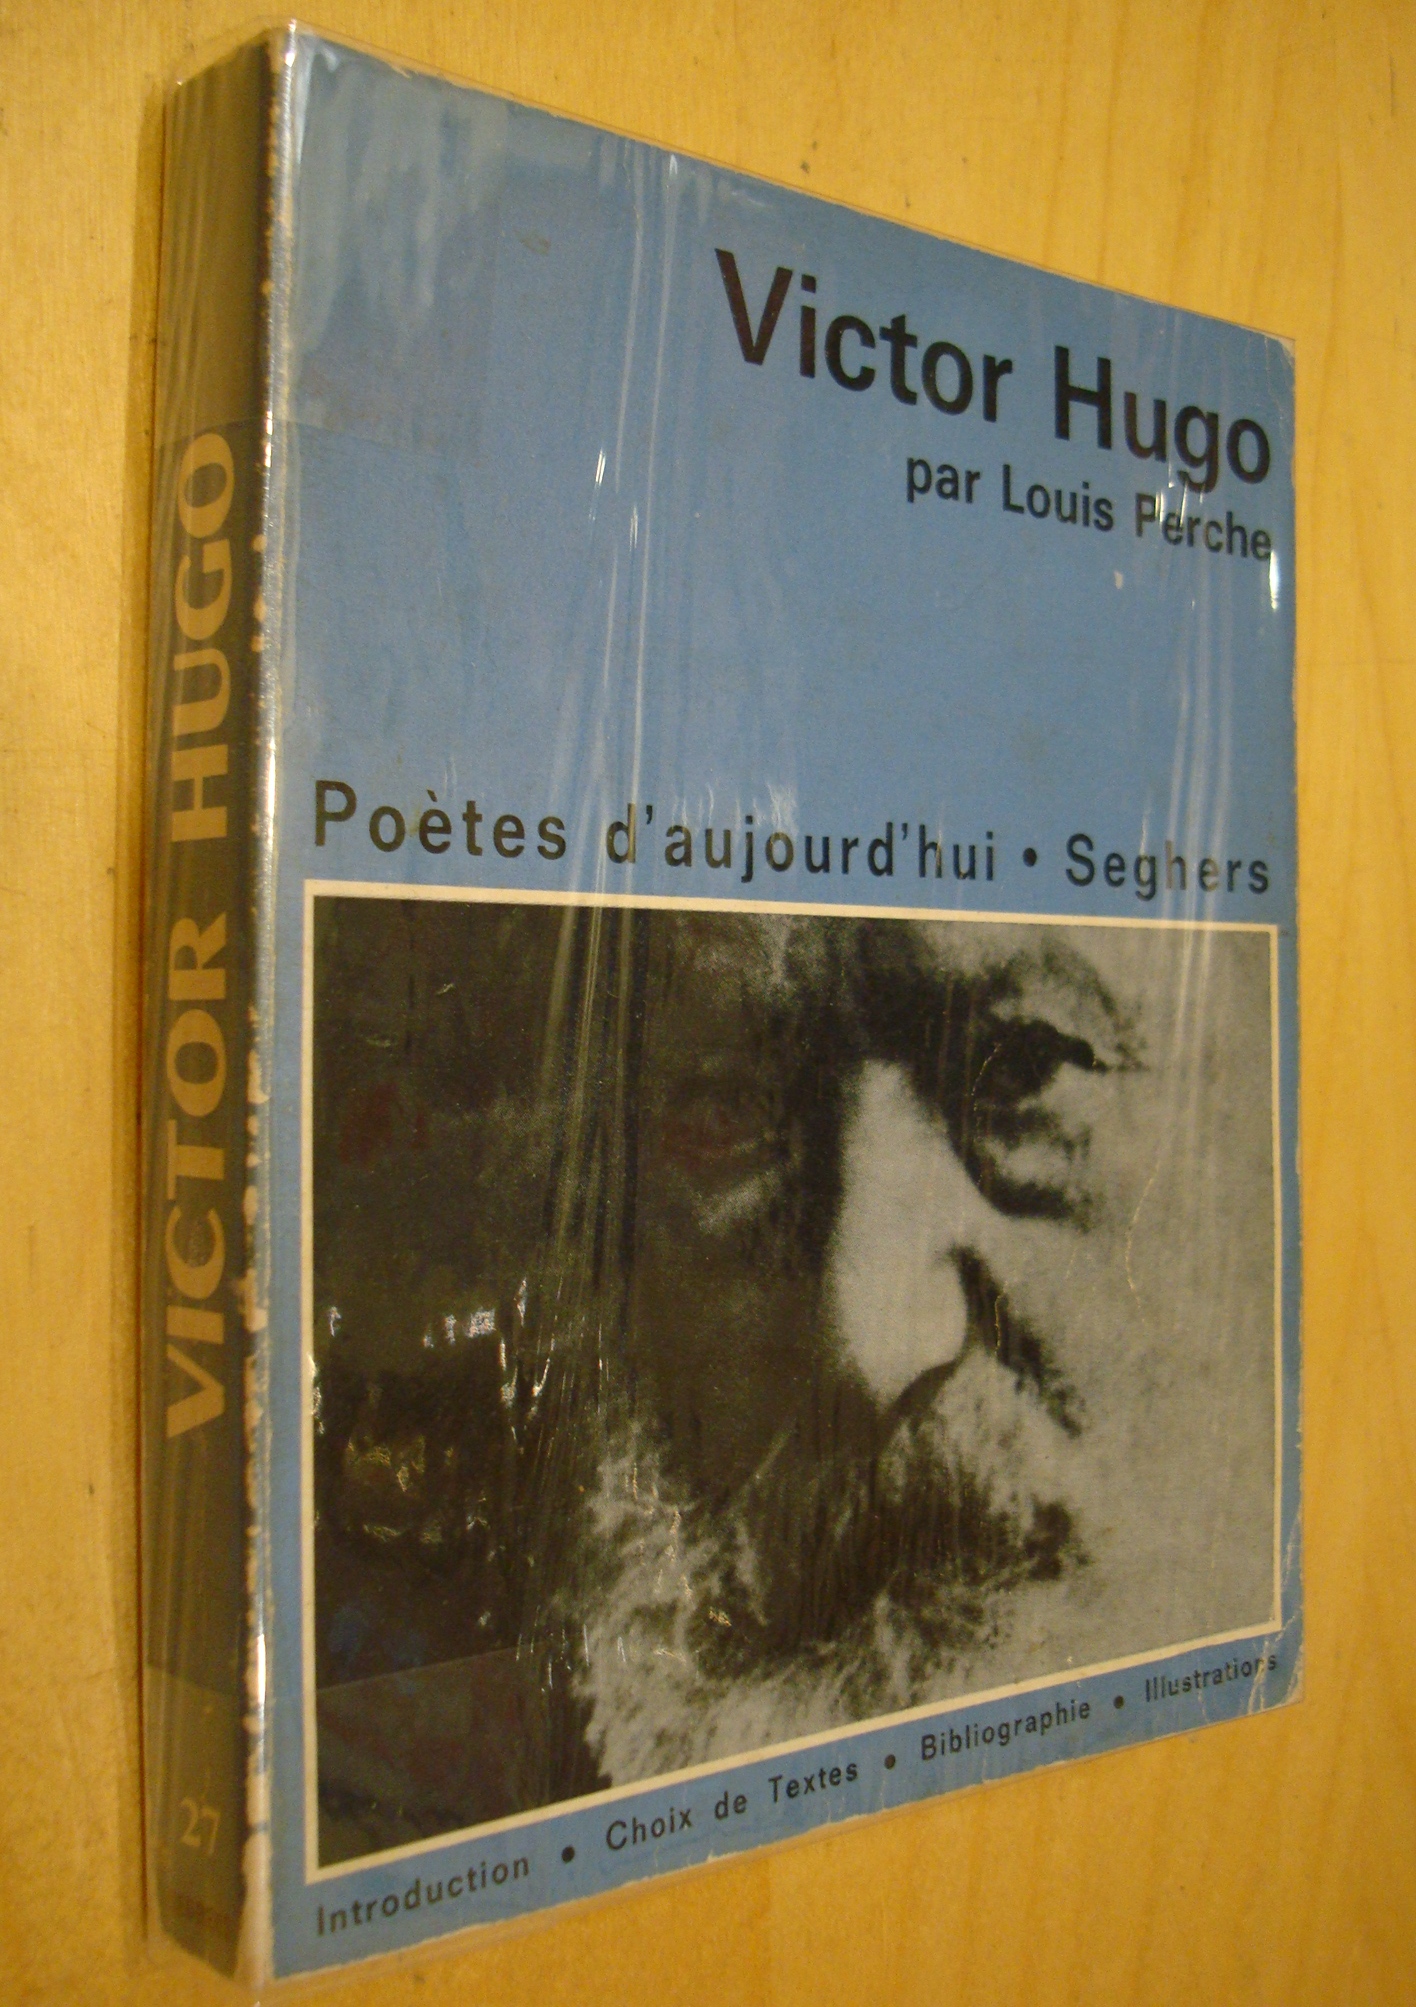 Victor Hugo
par Louis Perche
Poètes d'aujourd'hui • Seghers
Introduction • Choix de Textes • Bibliographie • Illustrations
VICTOR HUGO
27